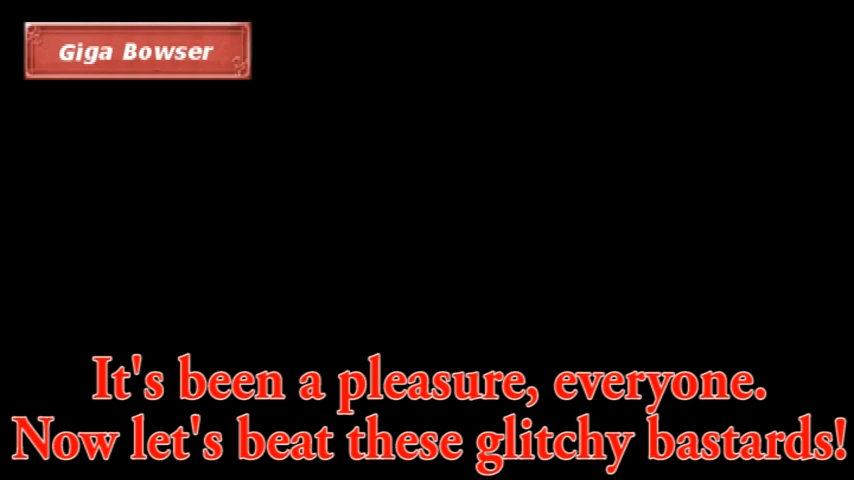 Giga Bowser
It's been a pleasure, everyone.
Now let's beat these glitchy bastards!